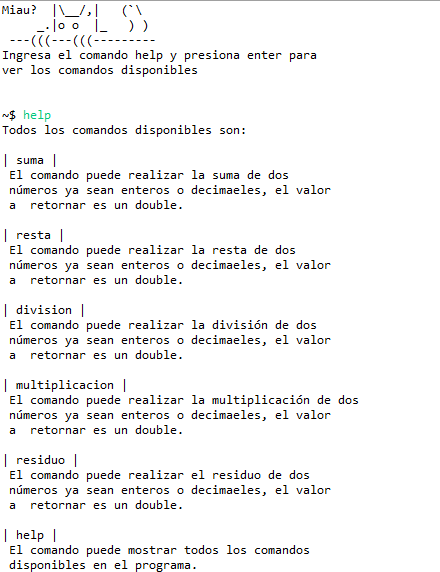 Miau?  |\__/,|   (`\
     _.|o o  |_   ) )
 ---(((---(((---------
Ingresa el comando help y presiona enter para
ver los comandos disponibles
~$ help
Todos los comandos disponibles son:
| suma |
 El comando puede realizar la suma de dos
 números ya sean enteros o decimaeles, el valor
 a  retornar es un double.
| resta |
 El comando puede realizar la resta de dos
 números ya sean enteros o decimaeles, el valor
 a  retornar es un double.
| division |
 El comando puede realizar la división de dos
 números ya sean enteros o decimaeles, el valor
 a  retornar es un double.
| multiplicacion |
 El comando puede realizar la multiplicación de dos
 números ya sean enteros o decimaeles, el valor
 a  retornar es un double.
| residuo |
 El comando puede realizar el residuo de dos
 números ya sean enteros o decimaeles, el valor
 a  retornar es un double.
| help |
 El comando puede mostrar todos los comandos
 disponibles en el programa.